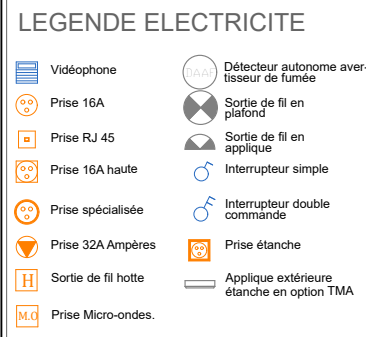 LEGENDE ELECTRICITE
Vidéophone
Prise 16A
Prise RJ 45
Prise 16A haute
Prise spécialisée
Prise 32A Ampères
H
Sortie de fil hotte
M.O
Prise Micro-ondes.
DAAF
Détecteur autonome aver-
tisseur de fumée
Sortie de fil en
plafond
Sortie de fil en
applique
Interrupteur simple
Interrupteur double
commande
Prise étanche
Applique extérieure
étanche en option TMA